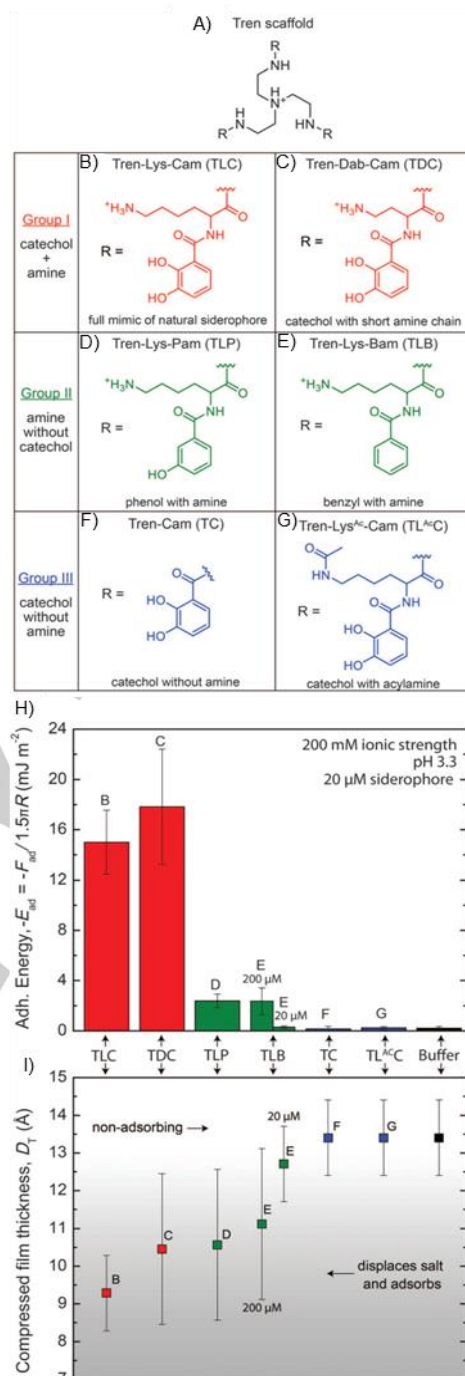 A) Tren scaffold
R
NH
H
N+
HN
R
HN
R
Group I
catechol
+
amine
B) Tren-Lys-Cam (TLC)
+H3N
O
NH
R =
O
HO
HO
full mimic of natural siderophore
C) Tren-Dab-Cam (TDC)
+H3N
O
NH
R =
O
HO
HO
catechol with short amine chain
Group II
amine
without
catechol
D) Tren-Lys-Pam (TLP)
+H3N
O
NH
R =
O
HO
phenol with amine
E) Tren-Lys-Bam (TLB)
+H3N
O
NH
R =
O
benzyl with amine
Group III
catechol
without
amine
F) Tren-Cam (TC)
R =
O
HO
HO
catechol without amine
G) Tren-LysAc-Cam (TLAcC)
O
HN
O
NH
R =
O
HO
HO
catechol with acylamine
H)
Adh. Energy, -Ead = -Fad / 1.5πR (mJ m-2)
24
20
16
12
8
4
0
200 mM ionic strength
pH 3.3
20 μM siderophore
B
C
D
E
200 μM
E
20 μM
F
G
TLC TDC TLP TLB TC TLACC Buffer
I)
Compressed film thickness, DT (Å)
15
14
13
12
11
10
9
8
7
non-adsorbing
20 μM
E
F
G
B
C
D
E
200 μM
displaces salt
and adsorbs